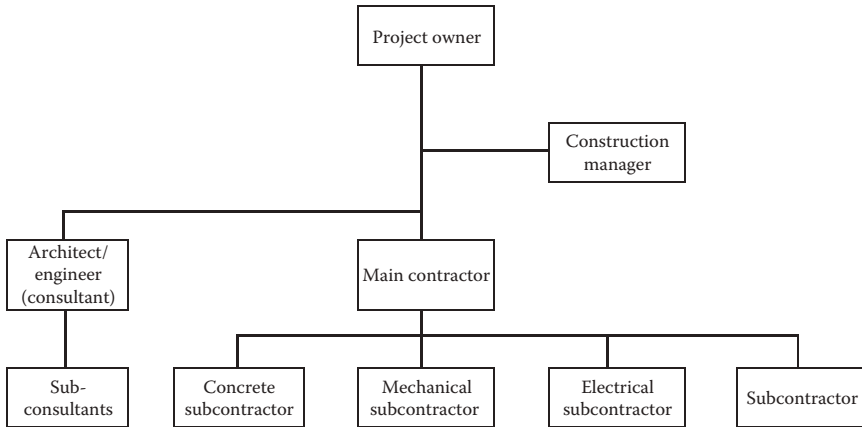 Project owner
Construction
manager
Architect/
engineer
(consultant)
Main contractor
Sub-
consultants
Concrete
subcontractor
Mechanical
subcontractor
Electrical
subcontractor
Subcontractor